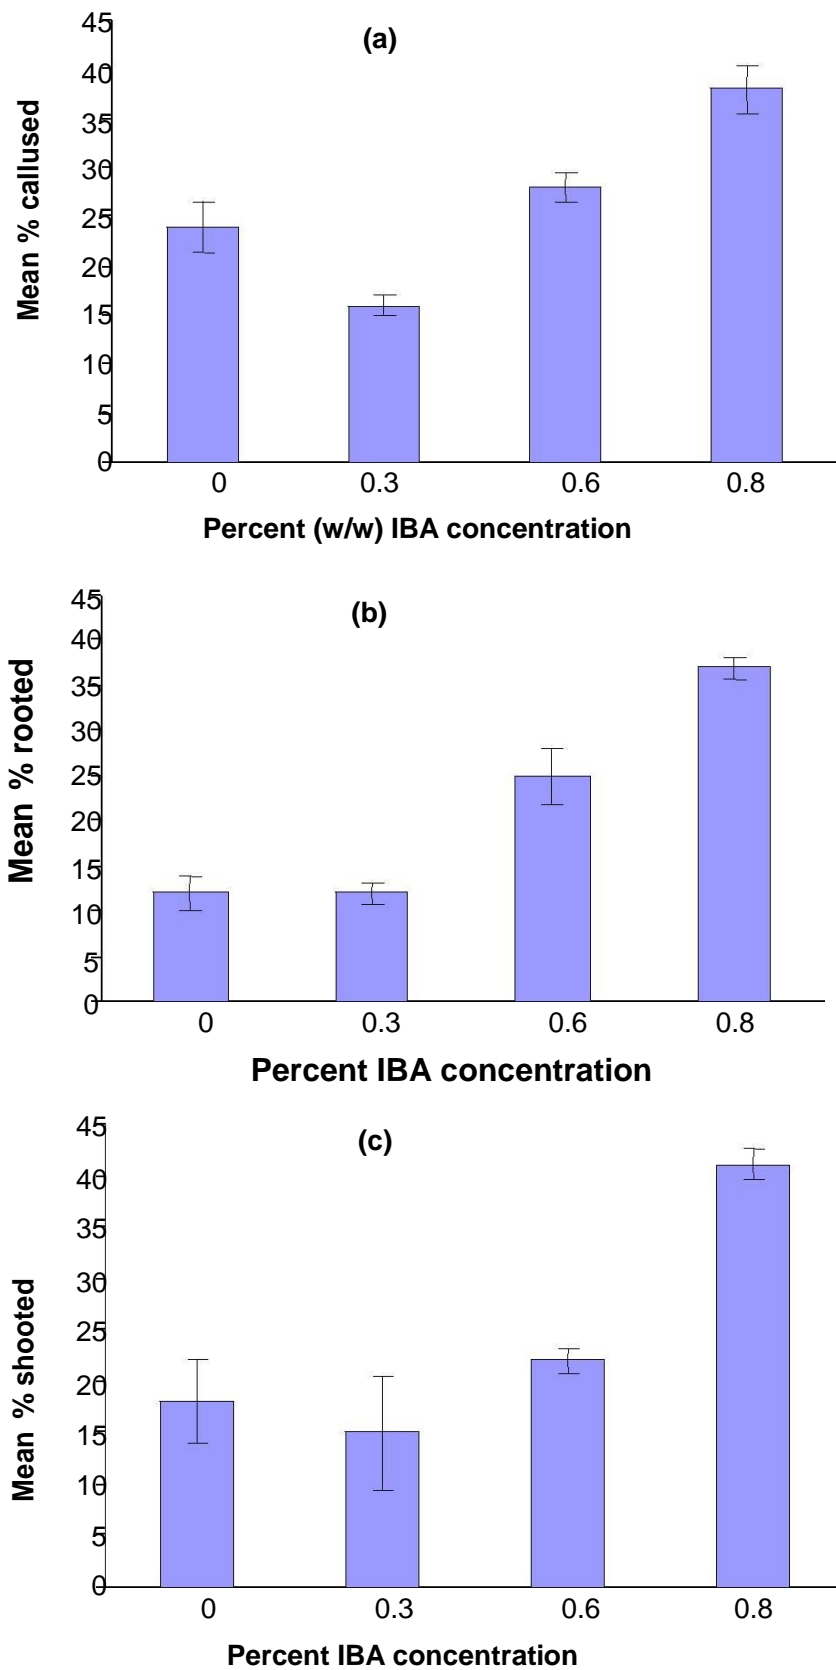 (a)
Mean % callused
45
40
35
30
25
20
15
10
5
0
0 0.3 0.6 0.8
Percent (w/w) IBA concentration
(b)
Mean % rooted
45
40
35
30
25
20
15
10
5
0
0 0.3 0.6 0.8
Percent IBA concentration
(c)
Mean % shooted
45
40
35
30
25
20
15
10
5
0
0 0.3 0.6 0.8
Percent IBA concentration